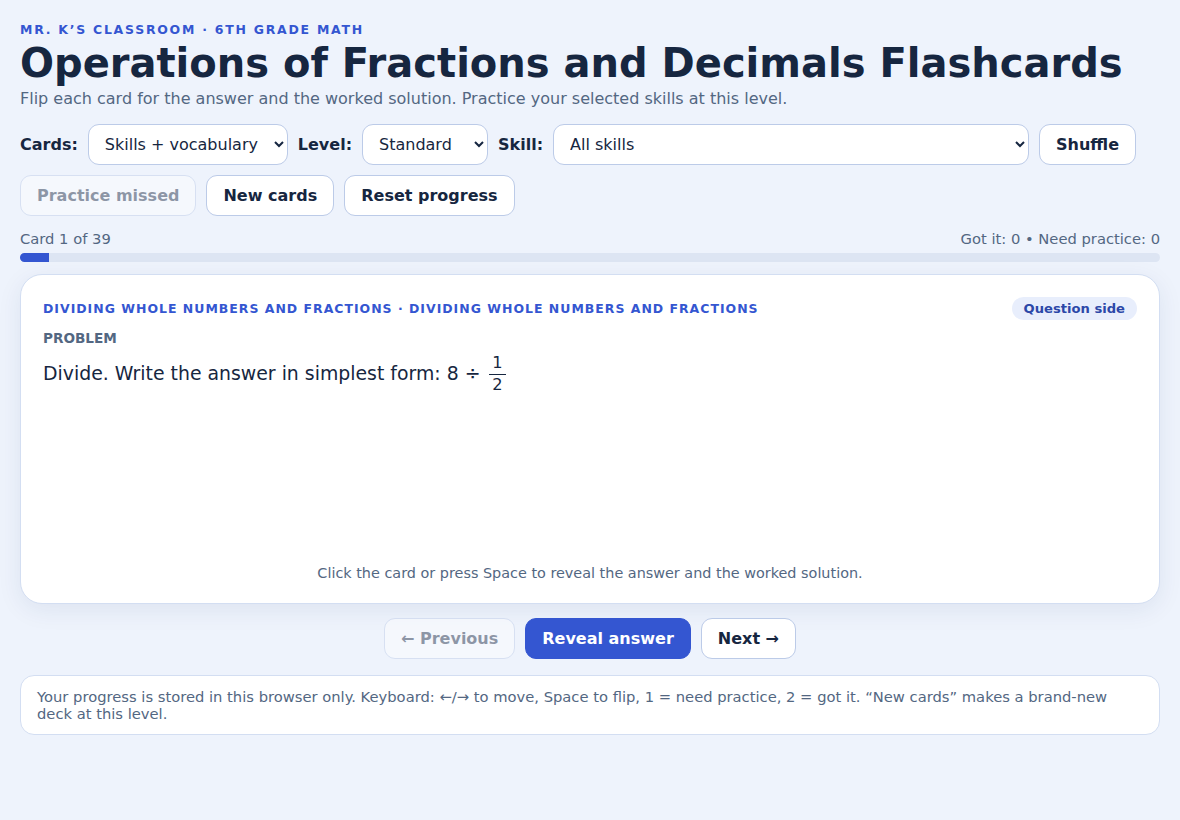 MR. K’S CLASSROOM · 6TH GRADE MATH
Operations of Fractions and Decimals Flashcards
Flip each card for the answer and the worked solution. Practice your selected skills at this level.
Cards: Skills + vocabulary Level: Standard Skill: All skills Shuffle
Practice missed New cards Reset progress
Card 1 of 39 Got it: 0 • Need practice: 0
DIVIDING WHOLE NUMBERS AND FRACTIONS · DIVIDING WHOLE NUMBERS AND FRACTIONS Question side
PROBLEM
Divide. Write the answer in simplest form: 8 ÷ 1/2
Click the card or press Space to reveal the answer and the worked solution.
← Previous Reveal answer Next →
Your progress is stored in this browser only. Keyboard: ←/→ to move, Space to flip, 1 = need practice, 2 = got it. “New cards” makes a brand-new
deck at this level.